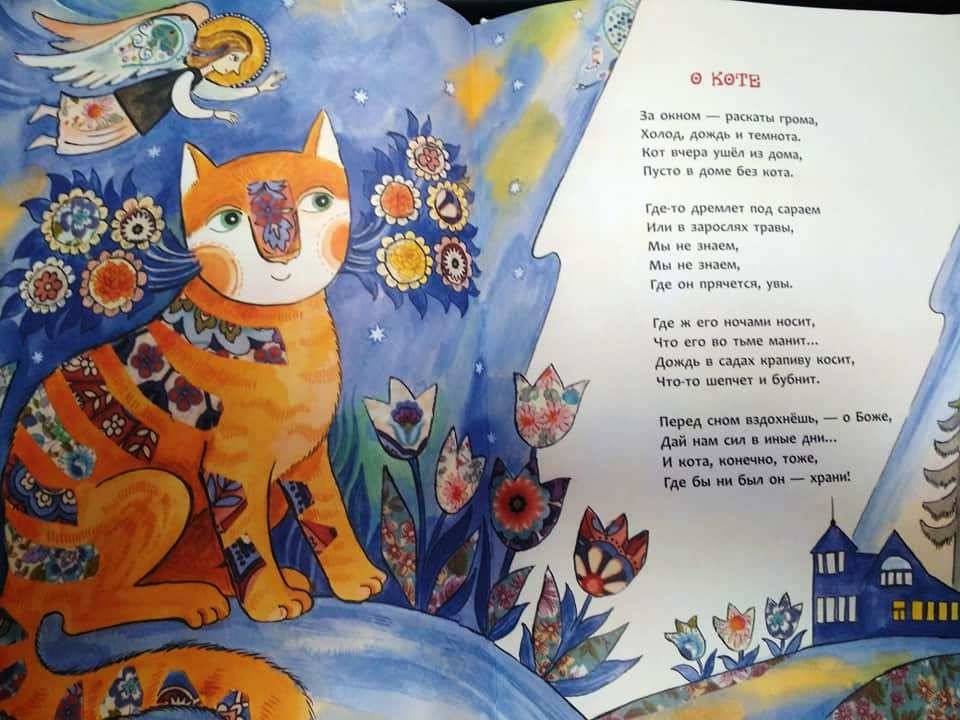 О КОТЕ
За окном — раскаты грома,
Холод, дождь и темнота.
Кот вчера ушёл из дома,
Пусто в доме без кота.
Где-то дремлет под сараем
Или в зарослях травы,
Мы не знаем,
Мы не знаем,
Где он прячется, увы.
Где ж его ночами носит,
Что его во тьме манит...
Дождь в садах крапиву косит,
Что-то шепчет и бубнит.
Перед сном вздохнёшь, — о Боже,
Дай нам сил в иные дни...
И кота, конечно, тоже,
Где бы ни был он — храни!